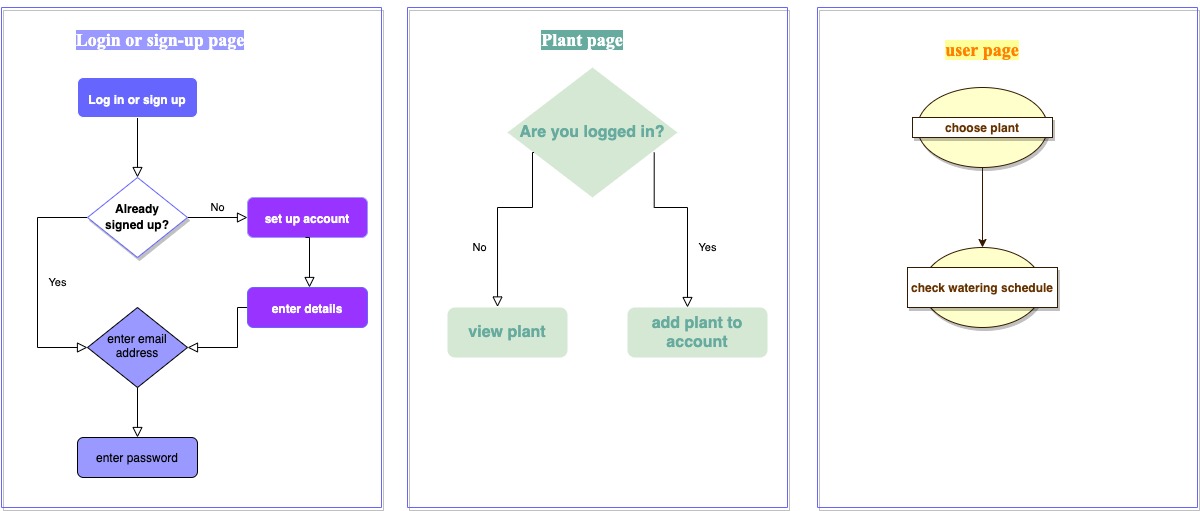 Login or sign-up page
Log in or sign up
Already
signed up?
No
set up account
Yes
enter details
enter email
address
enter password
Plant page
Are you logged in?
No
Yes
view plant
add plant to
account
user page
choose plant
check watering schedule